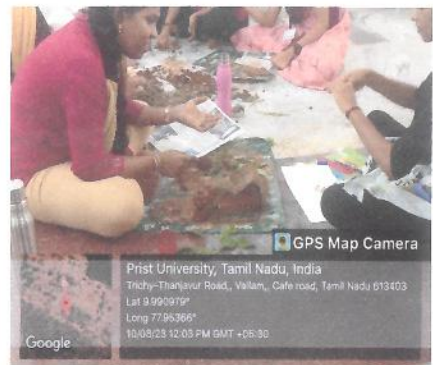 GPS Map Camera
Prist University, Tamil Nadu, India
Trichy-Thanjavur Road,, Vallam,, Cafe road, Tamil Nadu 613403
Lat 9.990979°
Long 77.95366°
10/08/23 12:03 PM GMT +05:30
Google